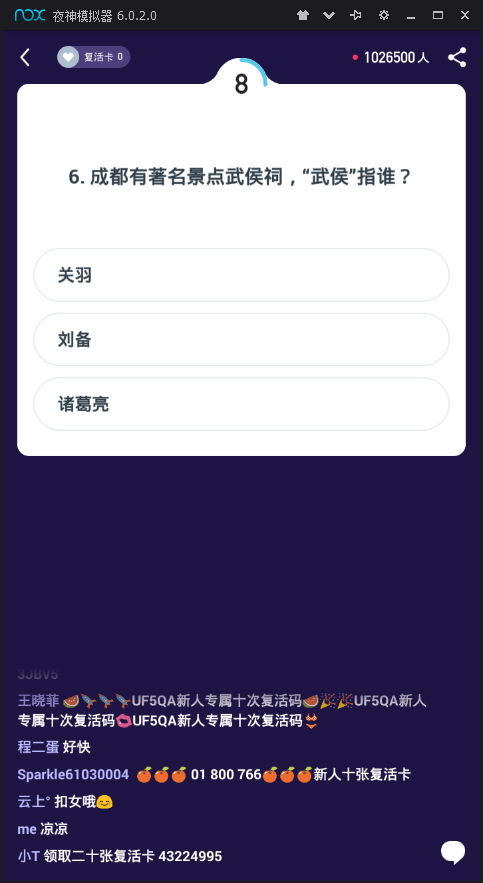 nox 夜神模拟器 6.0.2.0
复活卡 0
1026500 人
8
6. 成都有著名景点武侯祠，“武侯”指谁？
关羽
刘备
诸葛亮
3JBV5
王晓菲 🍉🚀🚀🚀UF5QA新人专属十次复活码🍉🎉🎉UF5QA新人
专属十次复活码💋UF5QA新人专属十次复活码👙
程二蛋 好快
Sparkle61030004 🍊🍊🍊 01 800 766🍊🍊🍊新人十张复活卡
云上° 扣女哦😊
me 凉凉
小T 领取二十张复活卡 43224995